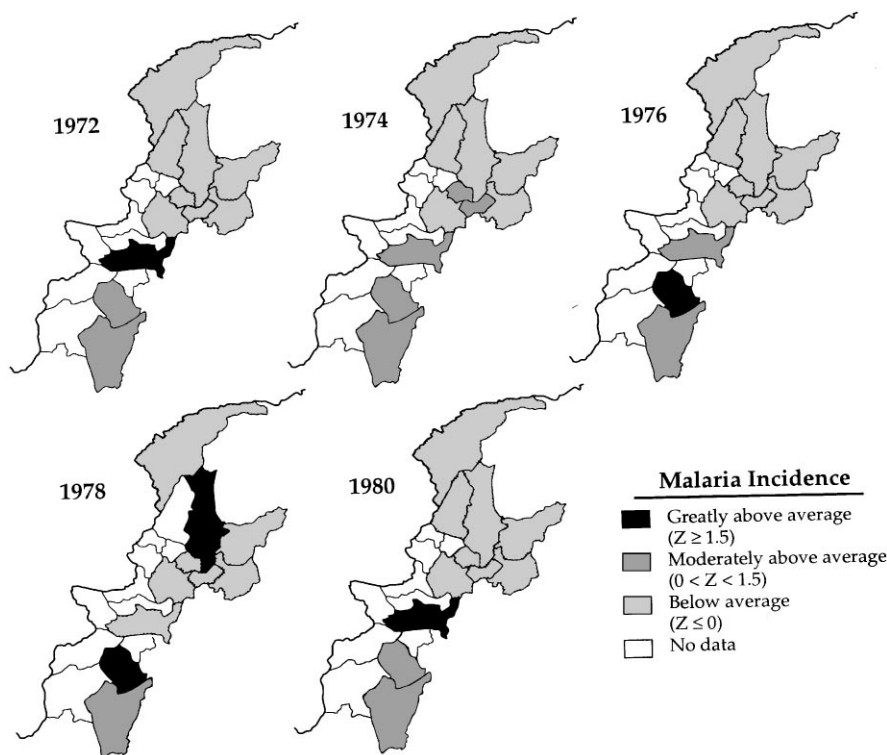 1972
1974
1976
1978
1980
Malaria Incidence
Greatly above average
(Z ≥ 1.5)
Moderately above average
(0 < Z < 1.5)
Below average
(Z ≤ 0)
No data